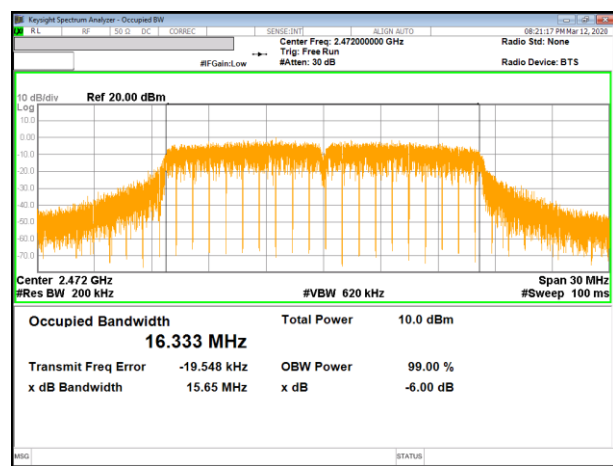 Keysight Spectrum Analyzer - Occupied BW
RL RF 50 Ω DC CORREC SENSE:INT ALIGN AUTO 08:21:17 PM Mar 12, 2020
Center Freq: 2.472000000 GHz Radio Std: None
Trig: Free Run
#IFGain:Low #Atten: 30 dB Radio Device: BTS
10 dB/div Ref 20.00 dBm
Log
10.0
0.00
-10.0
-20.0
-30.0
-40.0
-50.0
-60.0
-70.0
Center 2.472 GHz Span 30 MHz
#Res BW 200 kHz #VBW 620 kHz #Sweep 100 ms
Occupied Bandwidth Total Power 10.0 dBm
16.333 MHz
Transmit Freq Error -19.548 kHz OBW Power 99.00 %
x dB Bandwidth 15.65 MHz x dB -6.00 dB
MSG STATUS